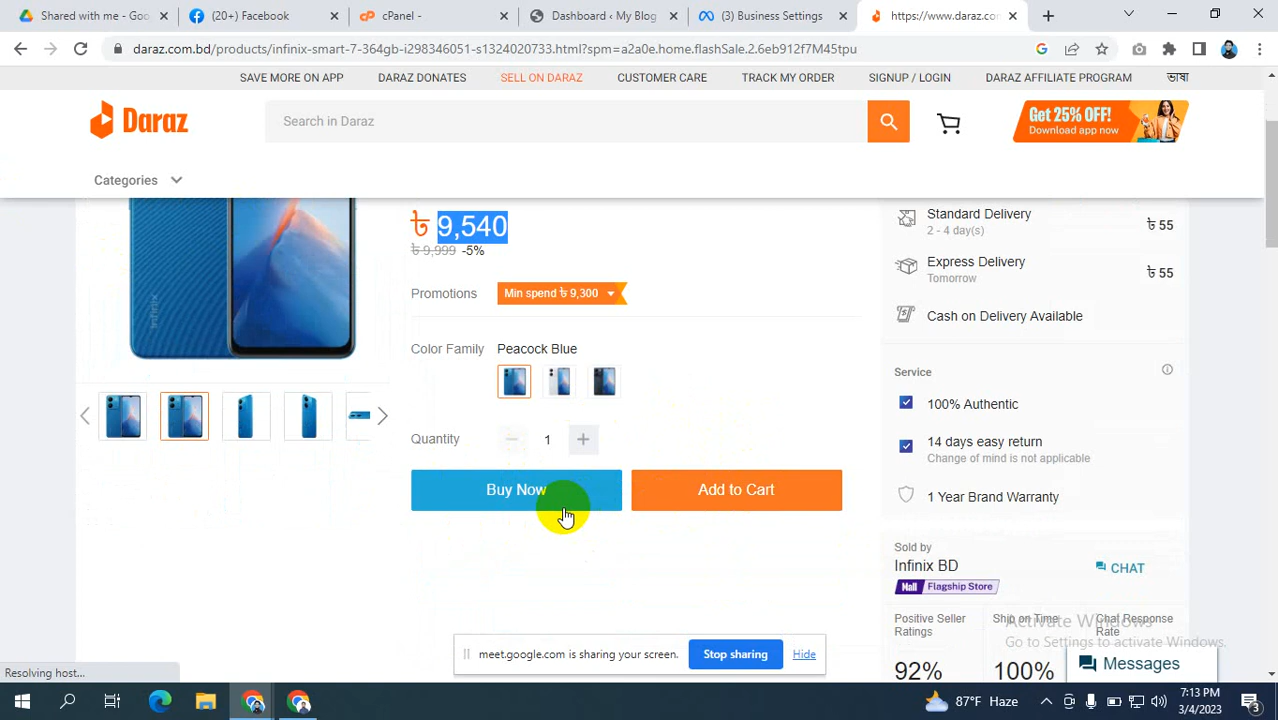 Shared with me - Goo
(20+) Facebook
cPanel -
Dashboard ‹ My Blog
(3) Business Settings
https://www.daraz.co
daraz.com.bd/products/infinix-smart-7-364gb-i298346051-s1324020733.html?spm=a2a0e.home.flashSale.2.6eb912f7M45tpu
SAVE MORE ON APP
DARAZ DONATES
SELL ON DARAZ
CUSTOMER CARE
TRACK MY ORDER
SIGNUP / LOGIN
DARAZ AFFILIATE PROGRAM
ভাষা
Daraz
Search in Daraz
Get 25% OFF!
Download app now
Categories
৳ 9,540
৳ 9,999 -5%
Promotions
Min spend ৳ 9,300
Color Family
Peacock Blue
Quantity
1
Buy Now
Add to Cart
Infinix
Standard Delivery
2 - 4 day(s)
৳ 55
Express Delivery
Tomorrow
৳ 55
Cash on Delivery Available
Service
100% Authentic
14 days easy return
Change of mind is not applicable
1 Year Brand Warranty
Sold by
Infinix BD
CHAT
Mall Flagship Store
Positive Seller
Ratings
Ship on Time
Chat Response
Rate
92%
100%
Activate Windows
Go to Settings to activate Windows.
Messages
meet.google.com is sharing your screen.
Stop sharing
Hide
Resolving host...
87°F Haze
7:13 PM
3/4/2023
3